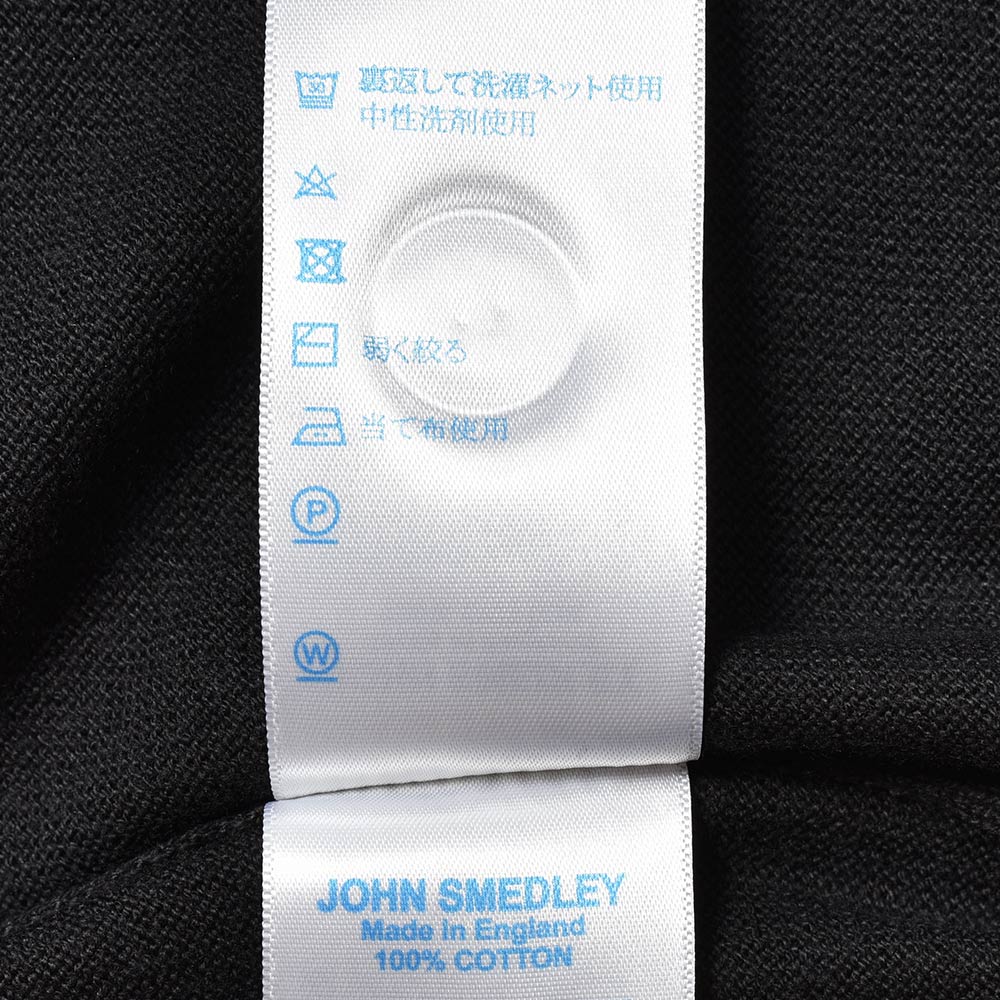 30 裏返して洗濯ネット使用
中性洗剤使用
弱く絞る
当て布使用
P
W
JOHN SMEDLEY
Made in England
100% COTTON